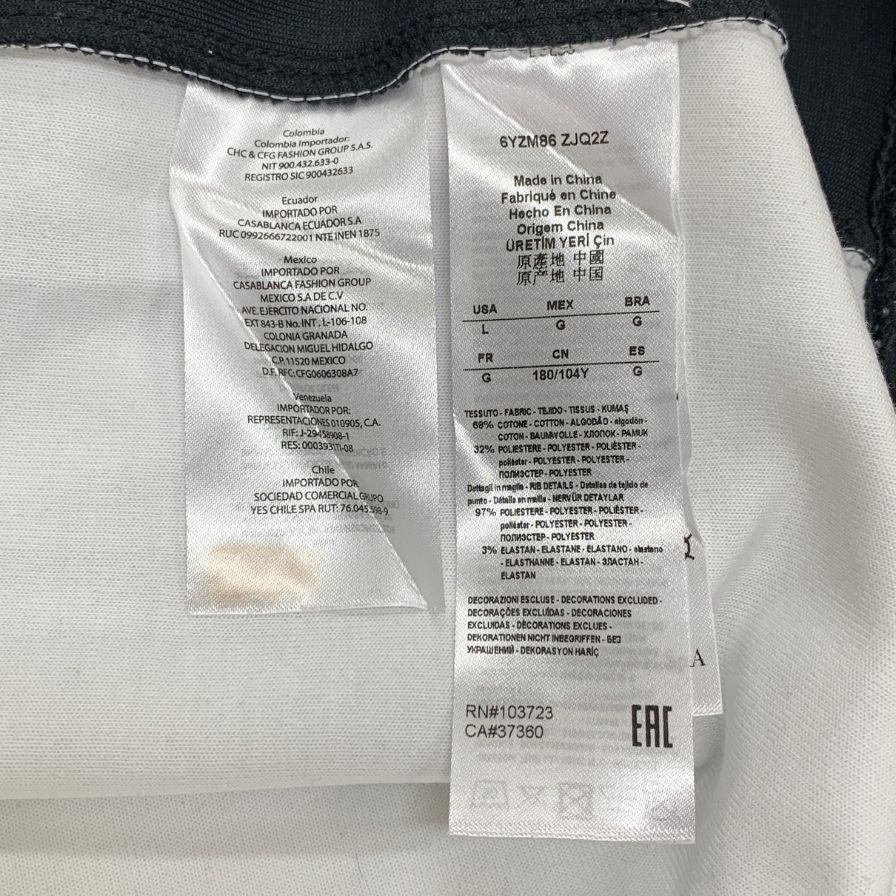 Colombia
Colombia Importador:
CHC & CFG FASHION GROUP S.A.S.
NIT 900.432.633-0
REGISTRO SIC 900432633
Ecuador
IMPORTADO POR
CASABLANCA ECUADOR S.A
RUC 0992666722001 NTE INEN 1875
Mexico
IMPORTADO POR
CASABLANCA FASHION GROUP
MEXICO S.A DE C.V
AVE. EJERCITO NACIONAL NO.
EXT 843-B No. INT . L-106-108
COLONIA GRANADA
DELEGACION MIGUEL HIDALGO
C.P. 11520 MEXICO
D.F. RFC: CFG0606308A7
Venezuela
IMPORTADOR POR:
REPRESENTACIONES 010905, C.A.
RIF: J-29458908-1
RES: 000393ITI-08
Chile
IMPORTADO POR
SOCIEDAD COMERCIAL GRUPO
YES CHILE SPA RUT: 76.045.598-9
6YZM86 ZJQ2Z
Made in China
Fabriqué en Chine
Hecho En China
Origem China
ÜRETİM YERİ Çin
原產地 中國
原产地 中国
USA MEX BRA
L G G
FR CN ES
G 180/104Y G
TESSUTO - FABRIC - TEJIDO - TISSUS - KUMAŞ
68% COTONE - COTTON - ALGODÃO - algodón -
COTON - BAUMWOLLE - ХЛОПОК - PAMUK
32% POLIESTERE - POLYESTER - POLIÉSTER -
poliéster - POLYESTER - POLYESTER -
ПОЛИЭСТЕР - POLYESTER
Dettagli in maglia - RIB DETAILS - Detalles de tejido de
punto - Détails en maille - NERVÜR DETAYLAR
97% POLIESTERE - POLYESTER - POLIÉSTER -
poliéster - POLYESTER - POLYESTER -
ПОЛИЭСТЕР - POLYESTER
3% ELASTAN - ELASTANE - ELASTANO - elastano
- ELASTHANNE - ELASTAN - ЭЛАСТАН -
ELASTAN
DECORAZIONI ESCLUSE - DECORATIONS EXCLUDED -
DECORAÇÕES EXCLUÍDAS - DECORACIONES
EXCLUIDAS - DÉCORATIONS EXCLUES -
DEKORATIONEN NICHT INBEGRIFFEN - БЕЗ
УКРАШЕНИЙ - DEKORASYON HARİÇ
RN#103723
CA#37360
EAC